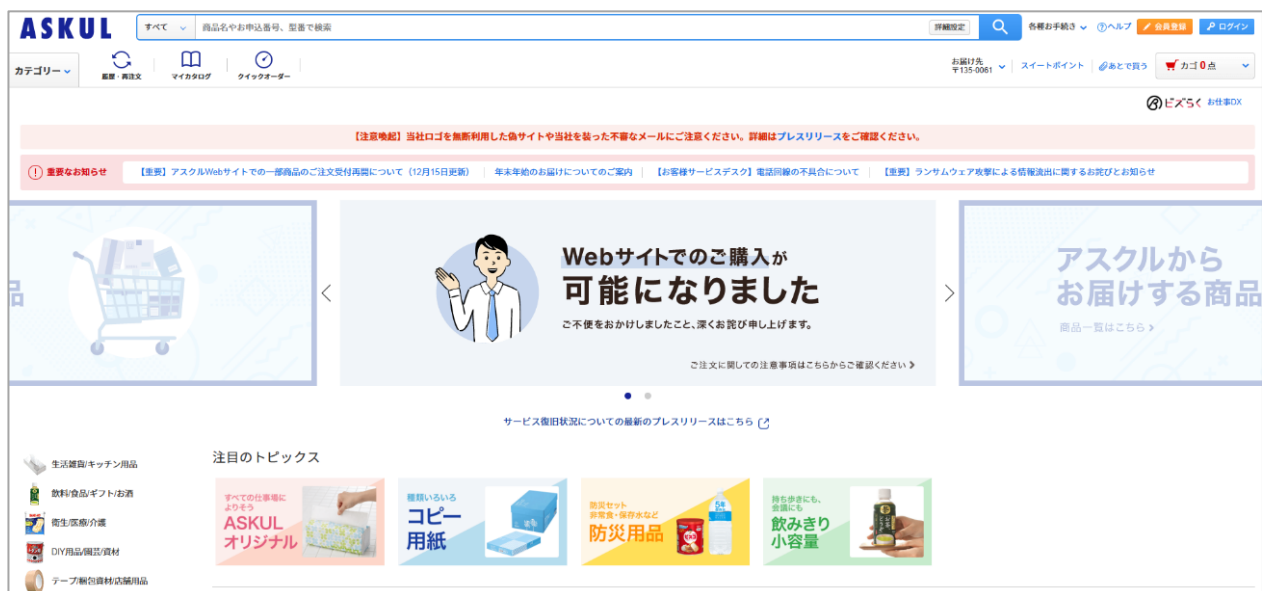 ASKUL
すべて
商品名やお申込番号、型番で検索
詳細設定
各種お手続き
?ヘルプ
会員登録
ログイン
カテゴリー
履歴・再注文
マイカタログ
クイックオーダー
お届け先
〒135-0061
スイートポイント
あとで買う
カゴ0点
ビズらく お仕事DX
【注意喚起】当社ロゴを無断利用した偽サイトや当社を装った不審なメールにご注意ください。詳細はプレスリリースをご確認ください。
重要なお知らせ
【重要】アスクルWebサイトでの一部商品のご注文受付再開について(12月15日更新)
年末年始のお届けについてのご案内
【お客様サービスデスク】電話回線の不具合について
【重要】ランサムウェア攻撃による情報流出に関するお詫びとお知らせ
品
Webサイトでのご購入が
可能になりました
ご不便をおかけしましたこと、深くお詫び申し上げます。
ご注文に関しての注意事項はこちらからご確認ください
アスクルから
お届けする商品
商品一覧はこちら
サービス復旧状況についての最新のプレスリリースはこちら
生活雑貨/キッチン用品
飲料/食品/ギフト/お酒
衛生/医療/介護
DIY用品/園芸/資材
テープ/梱包資材/店舗用品
注目のトピックス
すべての仕事場に
よりそう
ASKUL
オリジナル
種類いろいろ
コピー
用紙
防災セット
非常食・保存水など
防災用品
持ち歩きにも、
会議にも
飲みきり
小容量